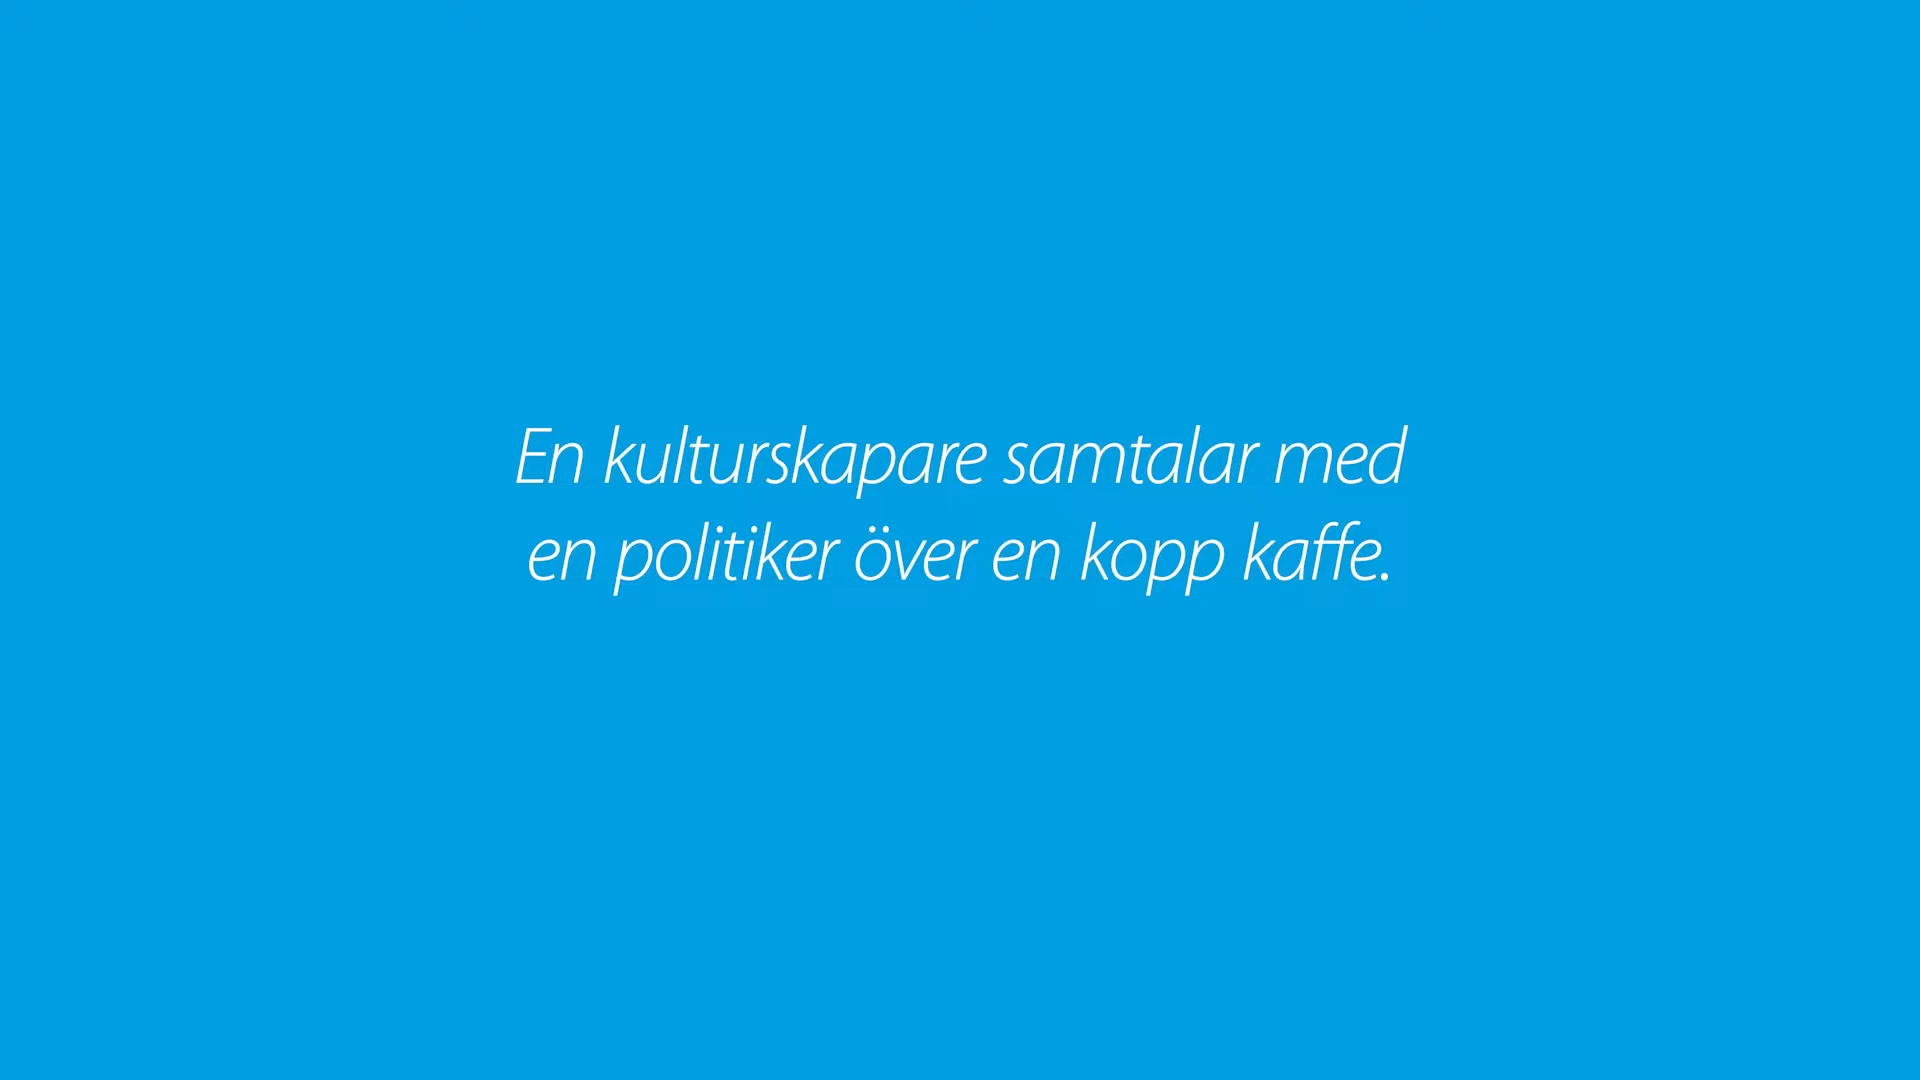 En kulturskapare samtalar med
en politiker över en kopp kaffe.